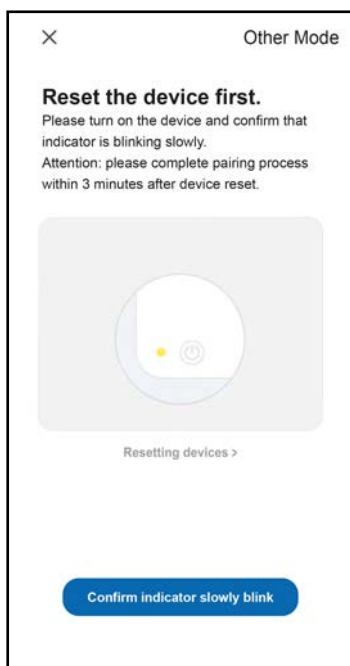 Other Mode
Reset the device first.
Please turn on the device and confirm that
indicator is blinking slowly.
Attention: please complete pairing process
within 3 minutes after device reset.
Resetting devices >
Confirm indicator slowly blink